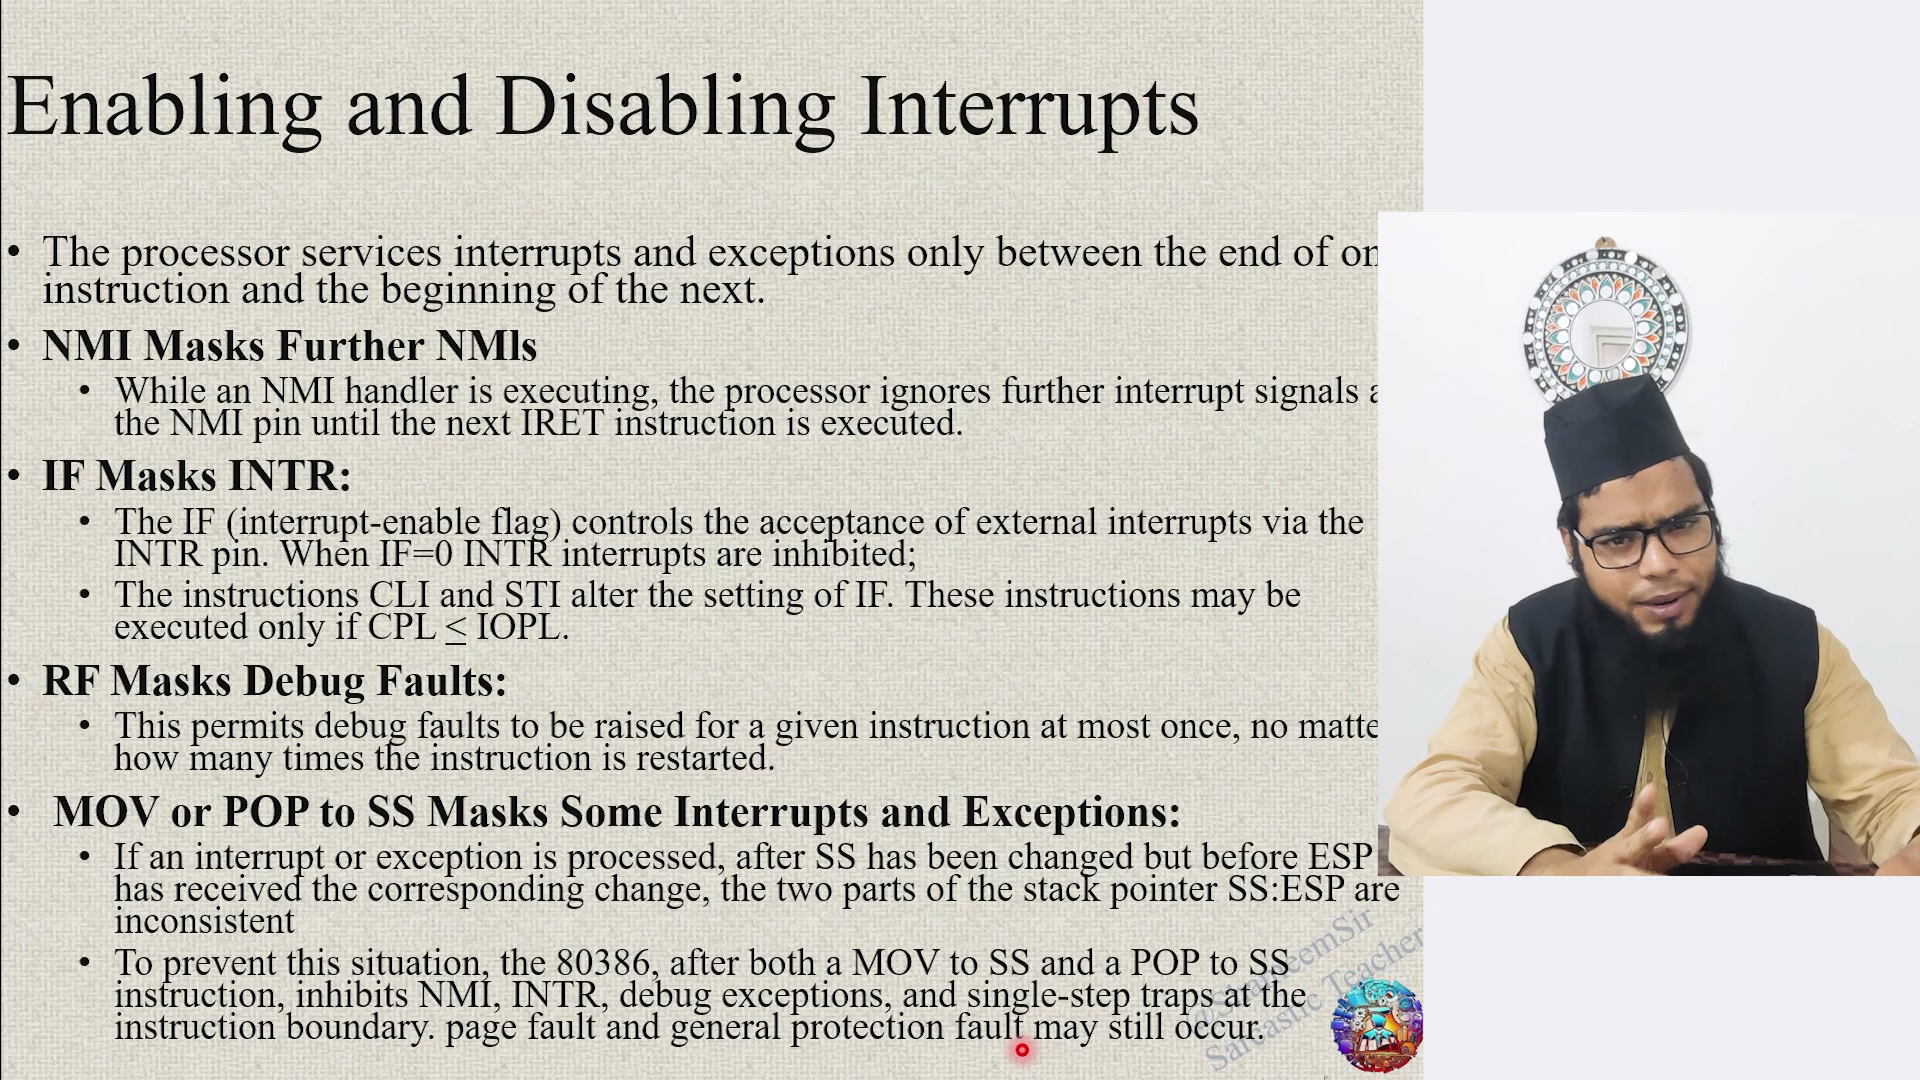 Enabling and Disabling Interrupts
• The processor services interrupts and exceptions only between the end of
instruction and the beginning of the next.
• NMI Masks Further NMls
• While an NMI handler is executing, the processor ignores further interrupt signals
the NMI pin until the next IRET instruction is executed.
• IF Masks INTR:
• The IF (interrupt-enable flag) controls the acceptance of external interrupts via the
INTR pin. When IF=0 INTR interrupts are inhibited;
• The instructions CLI and STI alter the setting of IF. These instructions may be
executed only if CPL ≤ IOPL.
• RF Masks Debug Faults:
• This permits debug faults to be raised for a given instruction at most once, no matte
how many times the instruction is restarted.
• MOV or POP to SS Masks Some Interrupts and Exceptions:
• If an interrupt or exception is processed, after SS has been changed but before ESP
has received the corresponding change, the two parts of the stack pointer SS:ESP are
inconsistent
• To prevent this situation, the 80386, after both a MOV to SS and a POP to SS
instruction, inhibits NMI, INTR, debug exceptions, and single-step traps at the
instruction boundary. page fault and general protection fault may still occur.
Sarcastic Teacher